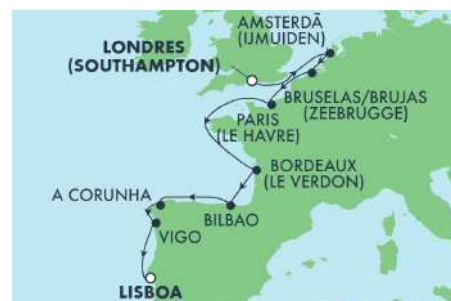 AMSTERDÃ
(IJMUIDEN)
LONDRES
(SOUTHAMPTON)
BRUSELAS/BRUJAS
(ZEEBRUGGE)
PARIS
(LE HAVRE)
BORDEAUX
(LE VERDON)
A CORUNHA
BILBAO
VIGO
LISBOA